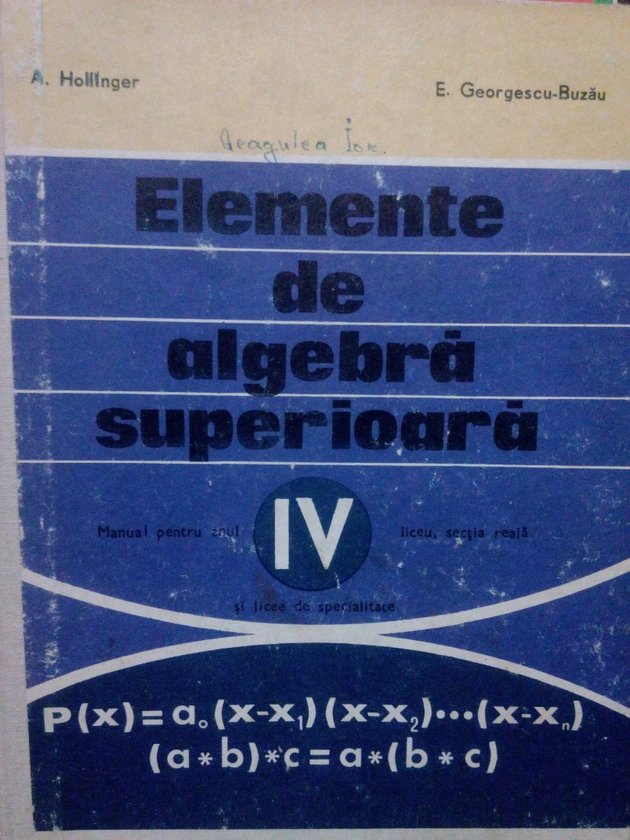 A. Hollinger
E. Georgescu-Buzău
Elemente
de
algebră
superioară
Manual pentru anul IV liceu, secția reală
și licee de specialitate
P(x)=a₀(x-x₁)(x-x₂)•••(x-xₙ)
(a*b)*c=a*(b*c)